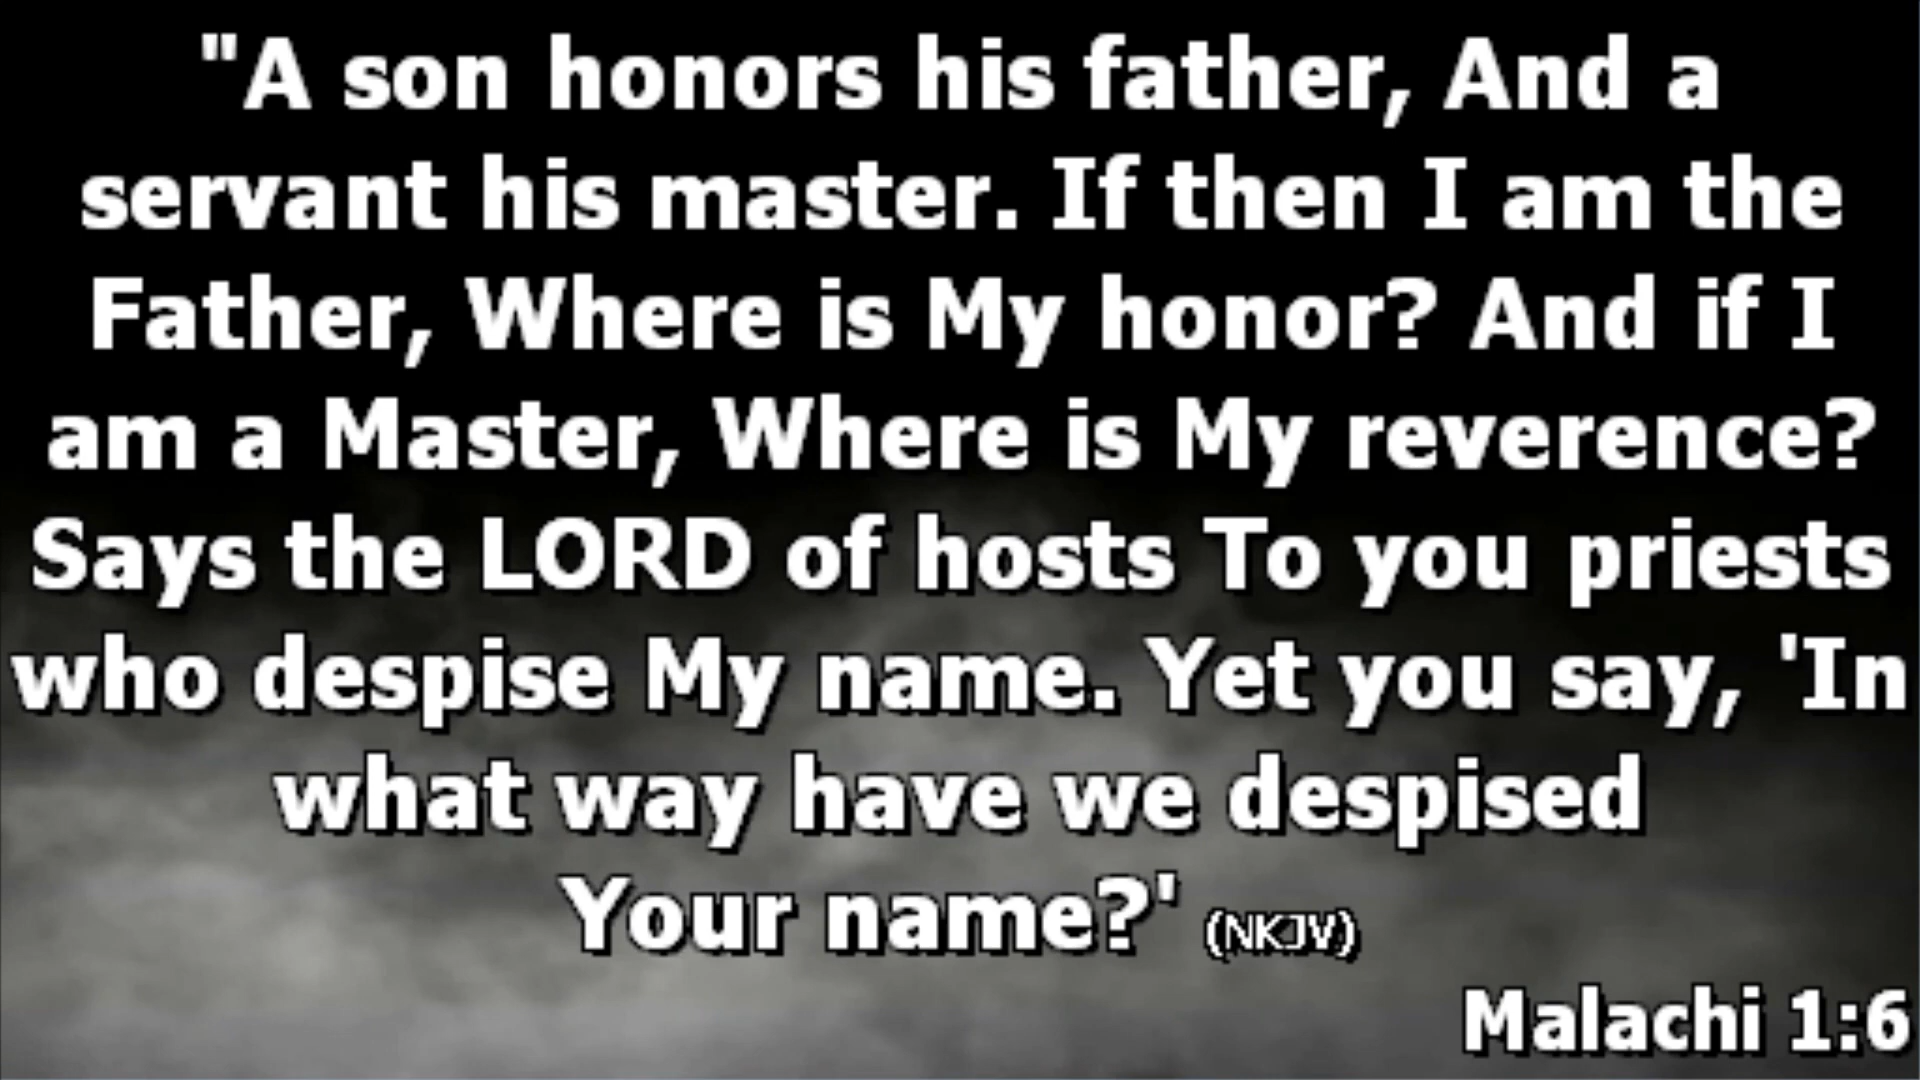 "A son honors his father, And a
servant his master. If then I am the
Father, Where is My honor? And if I
am a Master, Where is My reverence?
Says the LORD of hosts To you priests
who despise My name. Yet you say, 'In
what way have we despised
Your name?' (NKJV)
Malachi 1:6